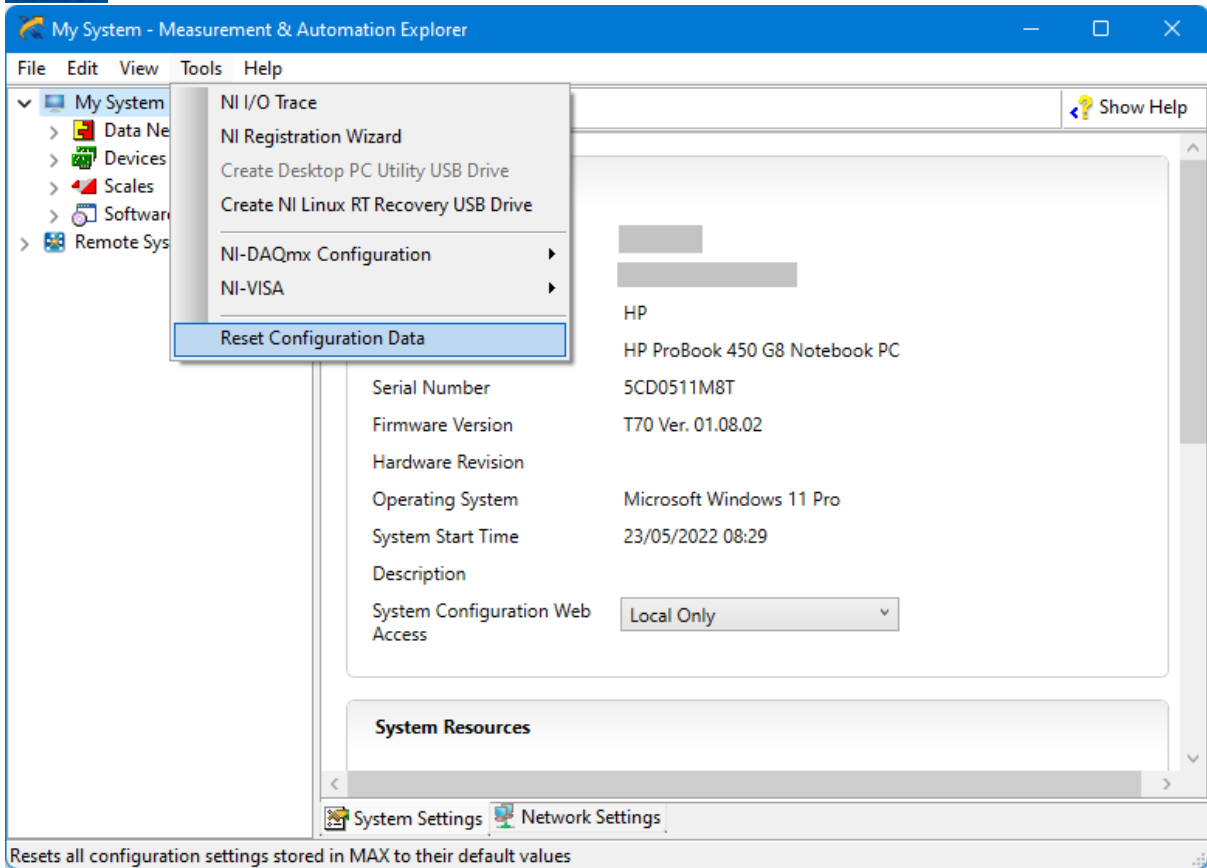 My System - Measurement & Automation Explorer
File Edit View Tools Help
My System
Data Ne
Devices
Scales
Softwar
Remote Sys
NI I/O Trace
NI Registration Wizard
Create Desktop PC Utility USB Drive
Create NI Linux RT Recovery USB Drive
NI-DAQmx Configuration
NI-VISA
Reset Configuration Data
Show Help
HP
HP ProBook 450 G8 Notebook PC
Serial Number 5CD0511M8T
Firmware Version T70 Ver. 01.08.02
Hardware Revision
Operating System Microsoft Windows 11 Pro
System Start Time 23/05/2022 08:29
Description
System Configuration Web
Access
Local Only
System Resources
System Settings Network Settings
Resets all configuration settings stored in MAX to their default values